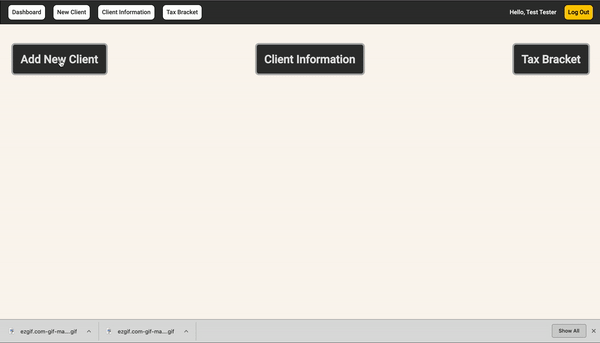 Dashboard New Client Client Information Tax Bracket Hello, Test Tester Log Out
Add New Client Client Information Tax Bracket
ezgif.com-gif-ma....gif ezgif.com-gif-ma....gif Show All